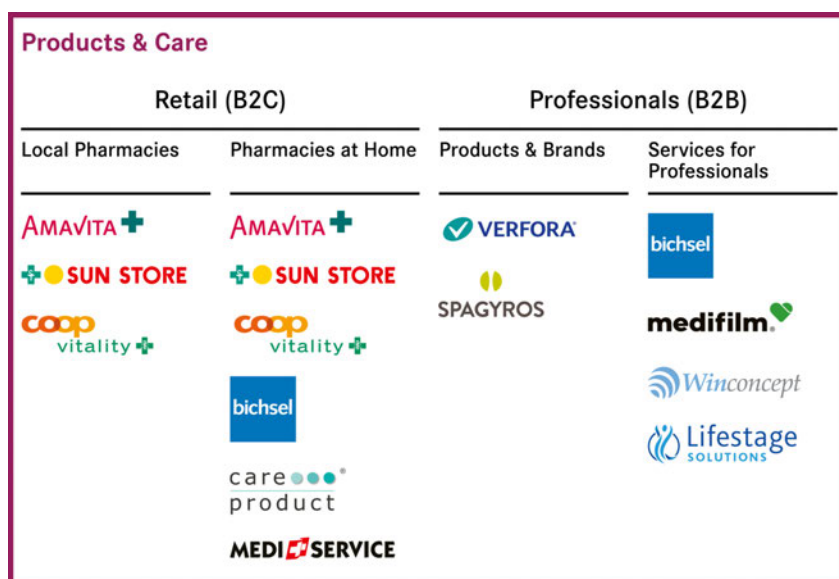 Products & Care
Retail (B2C)
Professionals (B2B)
Local Pharmacies
Pharmacies at Home
Products & Brands
Services for
Professionals
AMAVITA
SUN STORE
coop
vitality
AMAVITA
SUN STORE
coop
vitality
bichsel
care
product
MEDISERVICE
VERFORA®
SPAGYROS
bichsel
medifilm.
Winconcept
Lifestage
SOLUTIONS